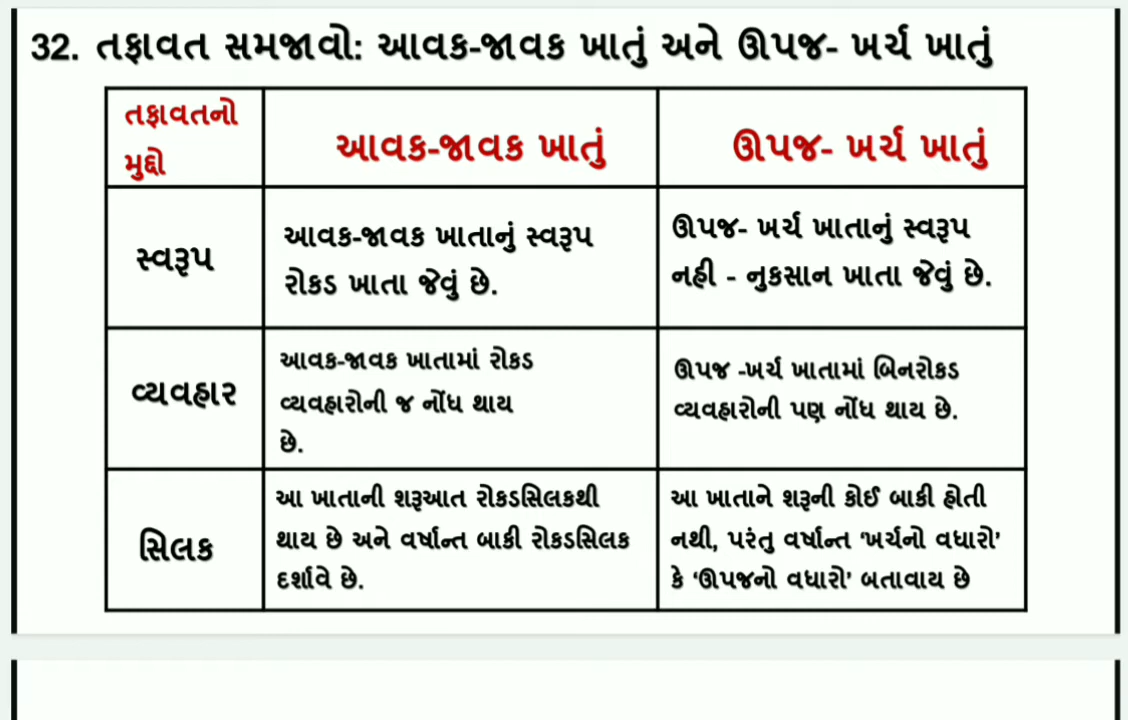 32. તફાવત સમજાવો: આવક-જાવક ખાતું અને ઊપજ- ખર્ચ ખાતું
તફાવતનો
મુદ્દો
આવક-જાવક ખાતું
ઊપજ- ખર્ચ ખાતું
સ્વરૂપ
આવક-જાવક ખાતાનું સ્વરૂપ
રોકડ ખાતા જેવું છે.
ઊપજ- ખર્ચ ખાતાનું સ્વરૂપ
નહી - નુકસાન ખાતા જેવું છે.
વ્યવહાર
આવક-જાવક ખાતામાં રોકડ
વ્યવહારોની જ નોંધ થાય
છે.
ઊપજ -ખર્ચ ખાતામાં બિનરોકડ
વ્યવહારોની પણ નોંધ થાય છે.
સિલક
આ ખાતાની શરૂઆત રોકડસિલકથી
થાય છે અને વર્ષાન્ત બાકી રોકડસિલક
દર્શાવે છે.
આ ખાતાને શરૂની કોઈ બાકી હોતી
નથી, પરંતુ વર્ષાન્ત ‘ખર્ચનો વધારો’
કે ‘ઊપજનો વધારો’ બતાવાય છે